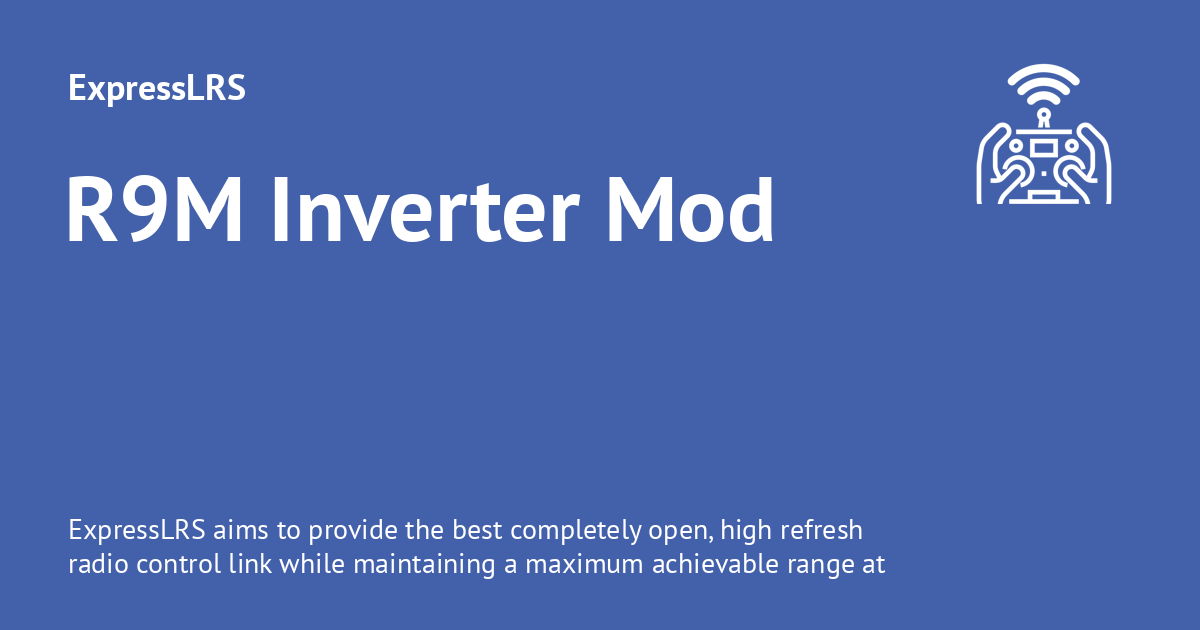 ExpressLRS
R9M Inverter Mod
ExpressLRS aims to provide the best completely open, high refresh
radio control link while maintaining a maximum achievable range at